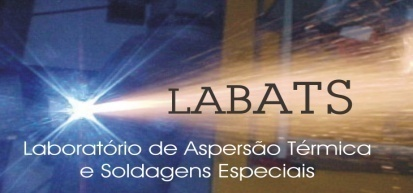 LABATS
Laboratório de Aspersão Térmica
e Soldagens Especiais